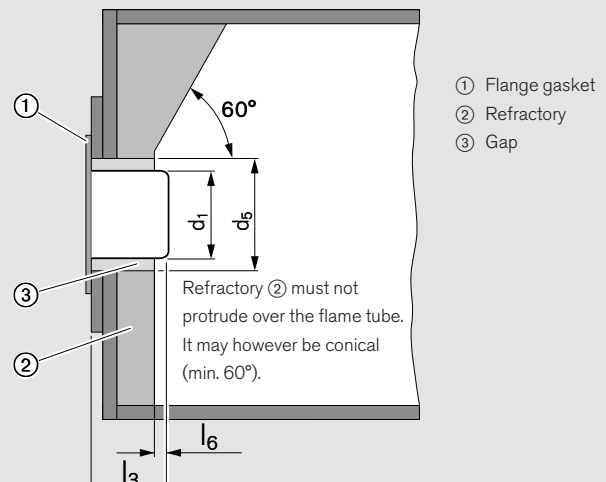 ① Flange gasket
② Refractory
③ Gap
①
60°
d₁
d₅
③
②
Refractory ② must not
protrude over the flame tube.
It may however be conical
(min. 60°).
l₆
l₃